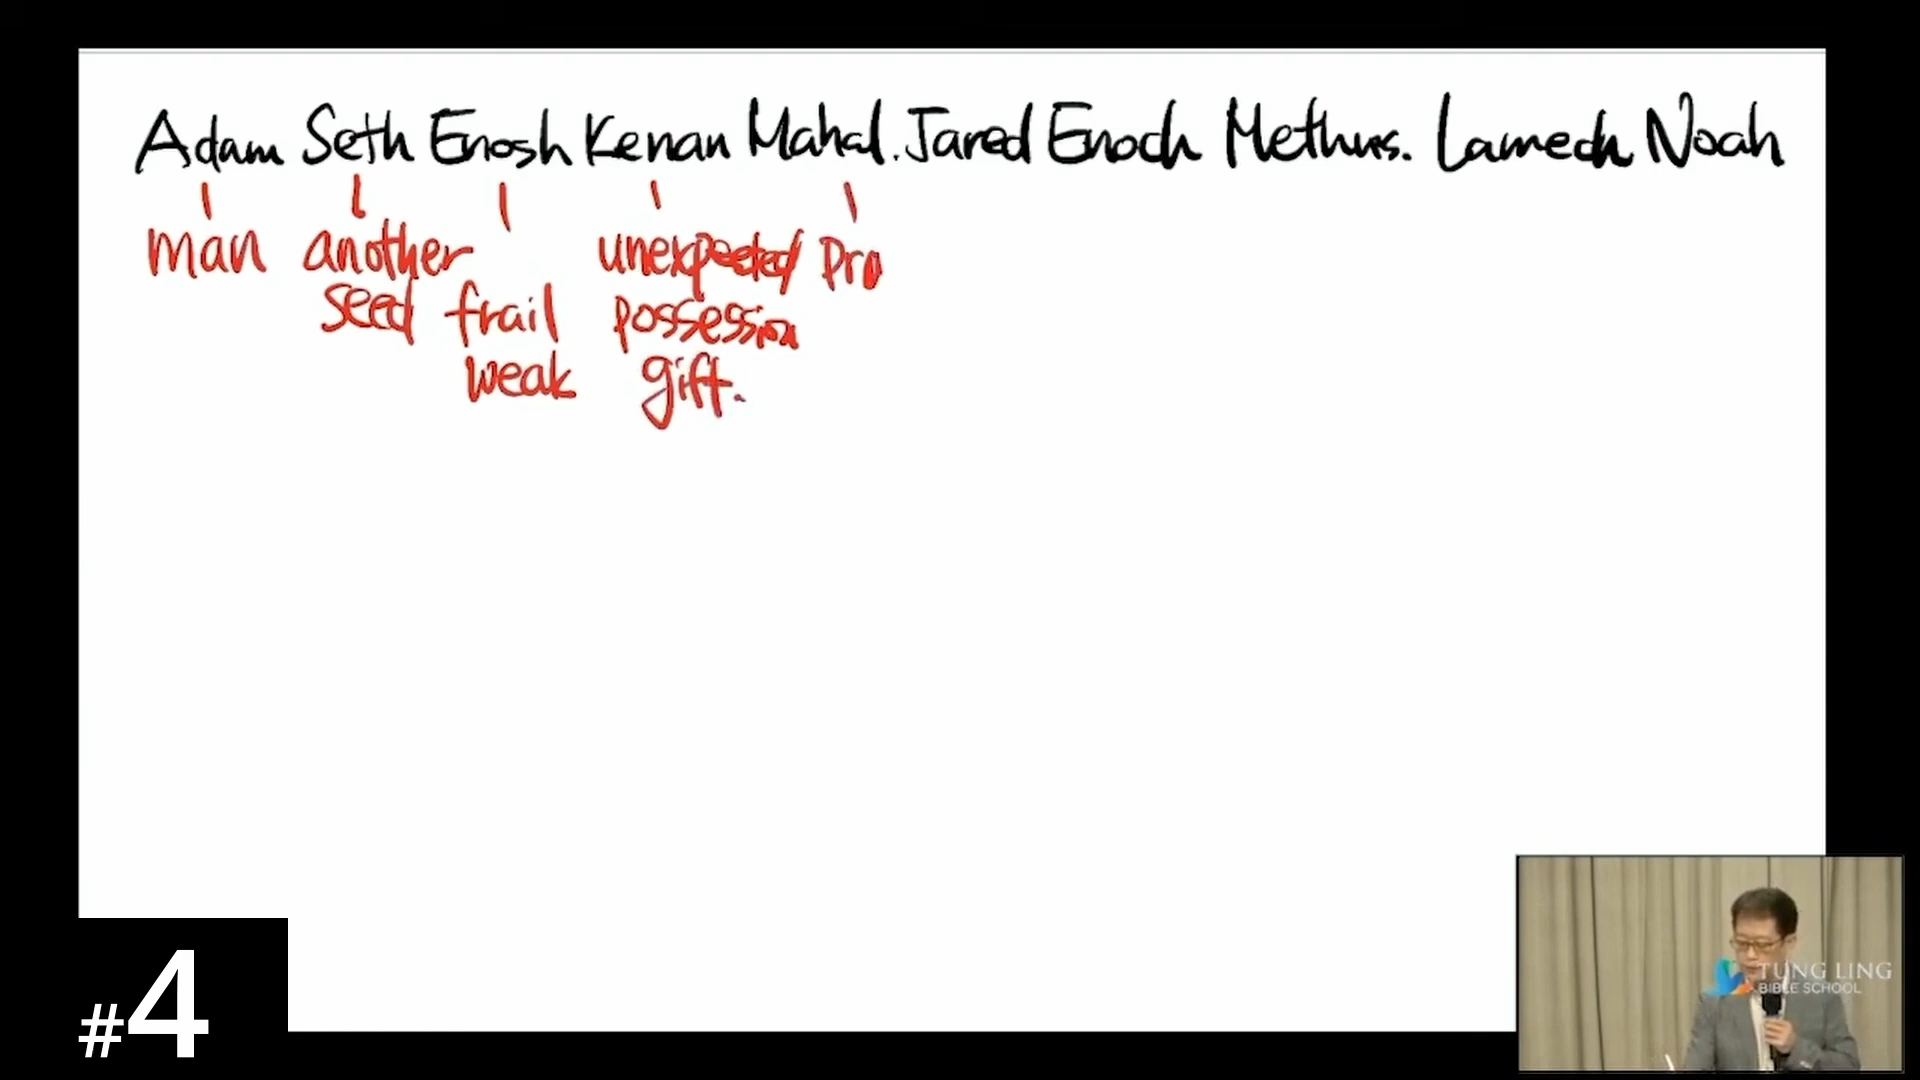 Adam Seth Enosh Kenan Mahal. Jared Enoch Methus. Lamech Noah
man another unexpected pro
seed frail possession
weak gift.
#4
TUNG LING
BIBLE SCHOOL